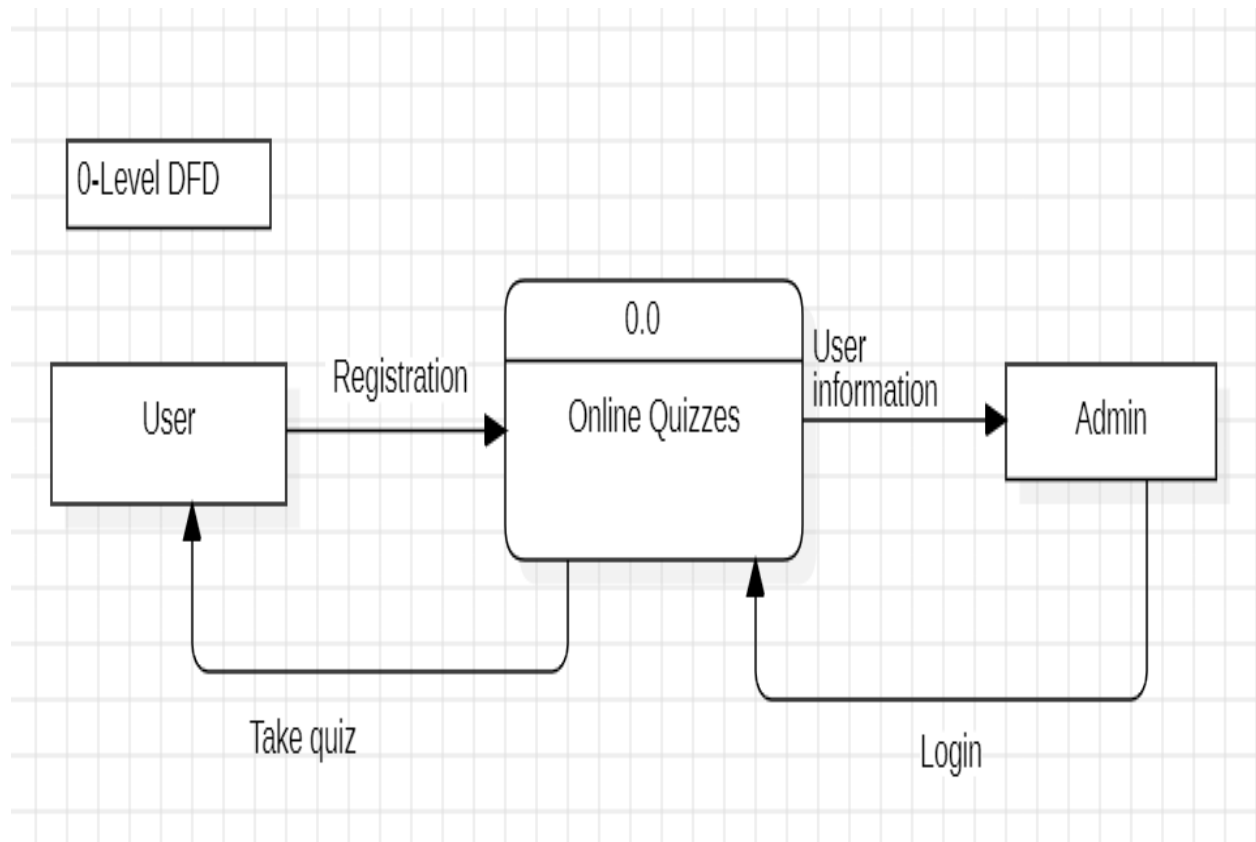 0-Level DFD
0.0
User
information
Registration
User
Online Quizzes
Admin
Take quiz
Login